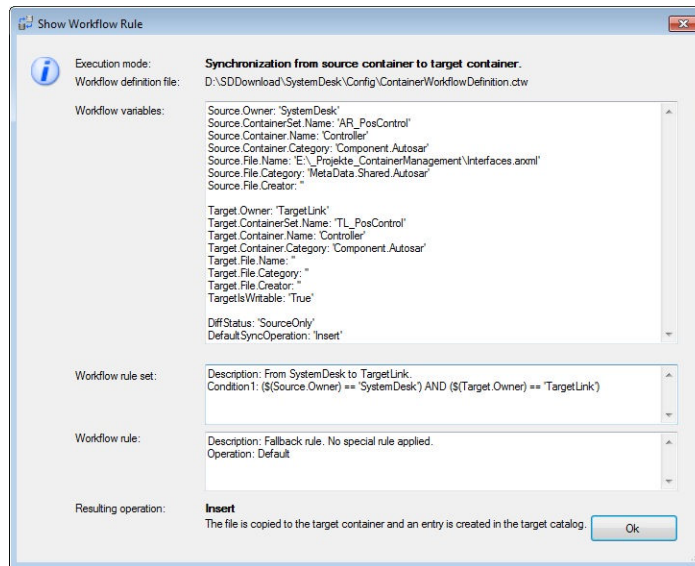 Show Workflow Rule
Execution mode: Synchronization from source container to target container.
Workflow definition file: D:\SDDownload\SystemDesk\Config\ContainerWorkflowDefinition.ctw
Workflow variables:
Source.Owner: 'SystemDesk'
Source.ContainerSet.Name: 'AR_PosControl'
Source.Container.Name: 'Controller'
Source.Container.Category: 'Component.Autosar'
Source.File.Name: 'E:\_Projekte_ContainerManagement\Interfaces.arxml'
Source.File.Category: 'MetaData.Shared.Autosar'
Source.File.Creator: ''
Target.Owner: 'TargetLink'
Target.ContainerSet.Name: 'TL_PosControl'
Target.Container.Name: 'Controller'
Target.Container.Category: 'Component.Autosar'
Target.File.Name: ''
Target.File.Category: ''
Target.File.Creator: ''
TargetIsWritable: 'True'
DiffStatus: 'SourceOnly'
DefaultSyncOperation: 'Insert'
Workflow rule set:
Description: From SystemDesk to TargetLink.
Condition1: ($(Source.Owner) == 'SystemDesk') AND ($(Target.Owner) == 'TargetLink')
Workflow rule:
Description: Fallback rule. No special rule applied.
Operation: Default
Resulting operation: Insert
The file is copied to the target container and an entry is created in the target catalog.
Ok